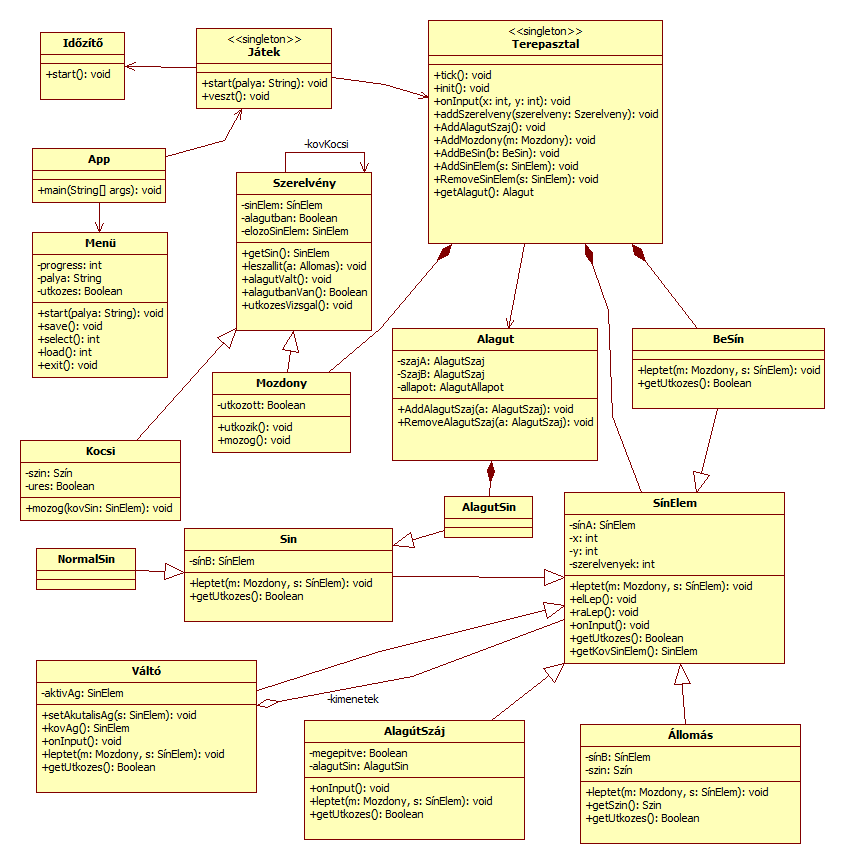 Időzítő
+start(): void
<<singleton>>
Játék
+start(palya: String): void
+veszt(): void
<<singleton>>
Terepasztal
+tick(): void
+init(): void
+onInput(x: int, y: int): void
+addSzerelveny(szerelveny: Szerelveny): void
+AddAlagutSzaj(): void
+AddMozdony(m: Mozdony): void
+AddBeSin(b: BeSin): void
+AddSinElem(s: SinElem): void
+RemoveSinElem(s: SinElem): void
+getAlagut(): Alagut
App
+main(String[] args): void
-kovKocsi
Szerelvény
-sinElem: SínElem
-alagutban: Boolean
-elozoSinElem: SinElem
+getSin(): SinElem
+leszallit(a: Allomas): void
+alagutValt(): void
+alagutbanVan(): Boolean
+utkozesVizsgal(): void
Menü
-progress: int
-palya: String
-utkozes: Boolean
+start(palya: String): void
+save(): void
+select(): int
+load(): int
+exit(): void
Mozdony
-utkozott: Boolean
+utkozik(): void
+mozog(): void
Alagut
-szajA: AlagutSzaj
-SzajB: AlagutSzaj
-allapot: AlagutAllapot
+AddAlagutSzaj(a: AlagutSzaj): void
+RemoveAlagutSzaj(a: AlagutSzaj): void
BeSín
+leptet(m: Mozdony, s: SínElem): void
+getUtkozes(): Boolean
Kocsi
-szin: Szín
-ures: Boolean
+mozog(kovSin: SinElem): void
AlagutSin
SínElem
-sínA: SínElem
-x: int
-y: int
-szerelvenyek: int
+leptet(m: Mozdony, s: SínElem): void
+elLep(): void
+raLep(): void
+onInput(): void
+getUtkozes(): Boolean
+getKovSinElem(): SinElem
Sin
-sínB: SínElem
+leptet(m: Mozdony, s: SínElem): void
+getUtkozes(): Boolean
NormalSin
Váltó
-aktivAg: SinElem
+setAkutalisAg(s: SinElem): void
+kovAg(): SinElem
+onInput(): void
+leptet(m: Mozdony, s: SínElem): void
+getUtkozes(): Boolean
-kimenetek
AlagútSzáj
-megepitve: Boolean
-alagutSin: AlagutSin
+onInput(): void
+leptet(m: Mozdony, s: SínElem): void
+getUtkozes(): Boolean
Állomás
-sínB: SínElem
-szin: Szín
+leptet(m: Mozdony, s: SínElem): void
+getSzin(): Szin
+getUtkozes(): Boolean